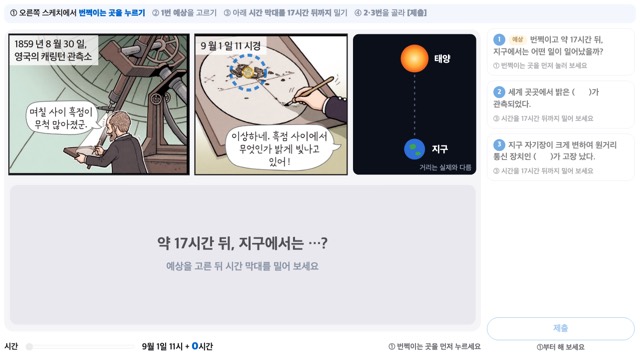 ① 오른쪽 스케치에서 번쩍이는 곳을 누르기 ② 1번 예상을 고르기 ③ 아래 시간 막대를 17시간 뒤까지 밀기 ④ 2·3번을 골라 [제출]
1859년 8월 30일,
영국의 캐링턴 관측소
며칠 사이 흑점이
무척 많아졌군.
9월 1일 11시경
이상하네. 흑점 사이에서
무엇인가 밝게 빛나고
있어!
태양
지구
거리는 실제와 다름
약 17시간 뒤, 지구에서는 …?
예상을 고른 뒤 시간 막대를 밀어 보세요
시간
9월 1일 11시 + 0시간
① 번쩍이는 곳을 먼저 누르세요
1 예상 번쩍이고 약 17시간 뒤,
지구에서는 어떤 일이 일어났을까?
① 번쩍이는 곳을 먼저 눌러 보세요
2 세계 곳곳에서 밝은 ( )가
관측되었다.
③ 시간을 17시간 뒤까지 밀어 보세요
3 지구 자기장이 크게 변하며 원거리
통신 장치인 ( )가 고장 났다.
③ 시간을 17시간 뒤까지 밀어 보세요
제출
①부터 해 보세요